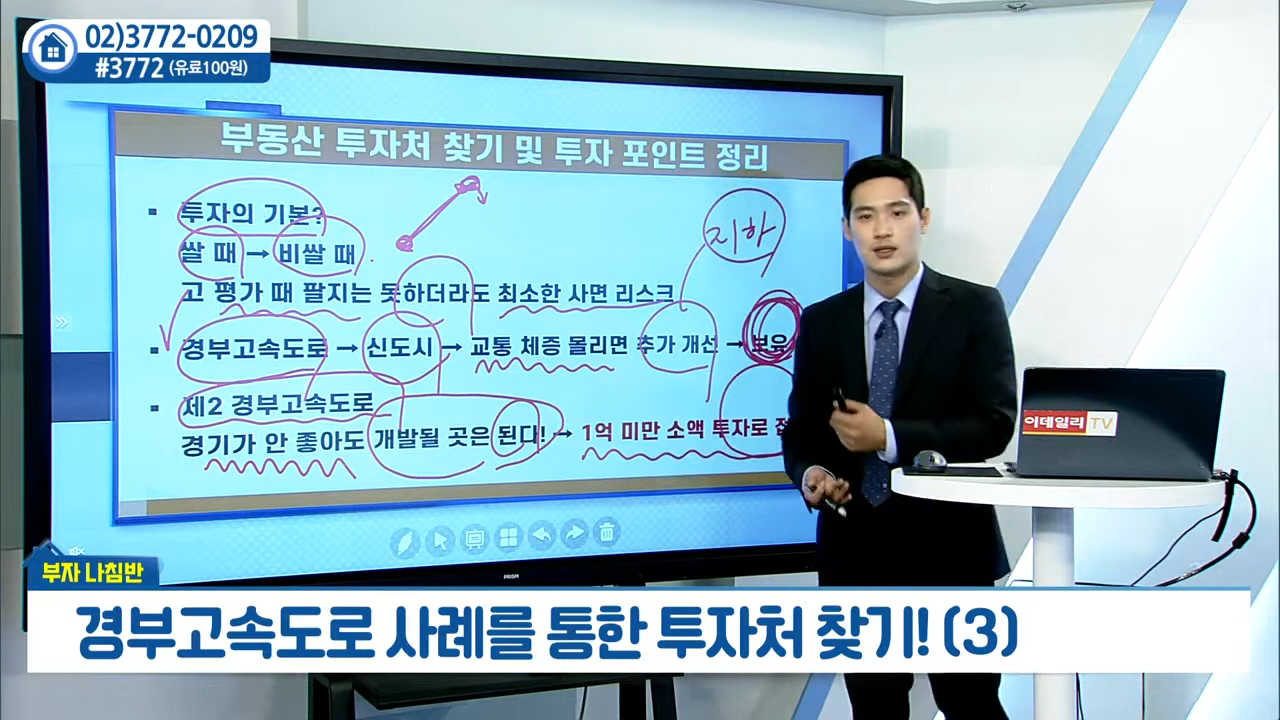 02)3772-0209
#3772 (유료100원)
부동산 투자처 찾기 및 투자 포인트 정리
투자의 기본?
쌀 때 → 비쌀 때
지하
고 평가 때 팔지는 못하더라도 최소한 사면 리스크
경부고속도로 → 신도시 → 교통 체증 몰리면 추가 개선 → 보유
제2 경부고속도로
경기가 안 좋아도 개발될 곳은 된다! → 1억 미만 소액 투자로
이데일리 TV
PRISM
부자 나침반
경부고속도로 사례를 통한 투자처 찾기! (3)